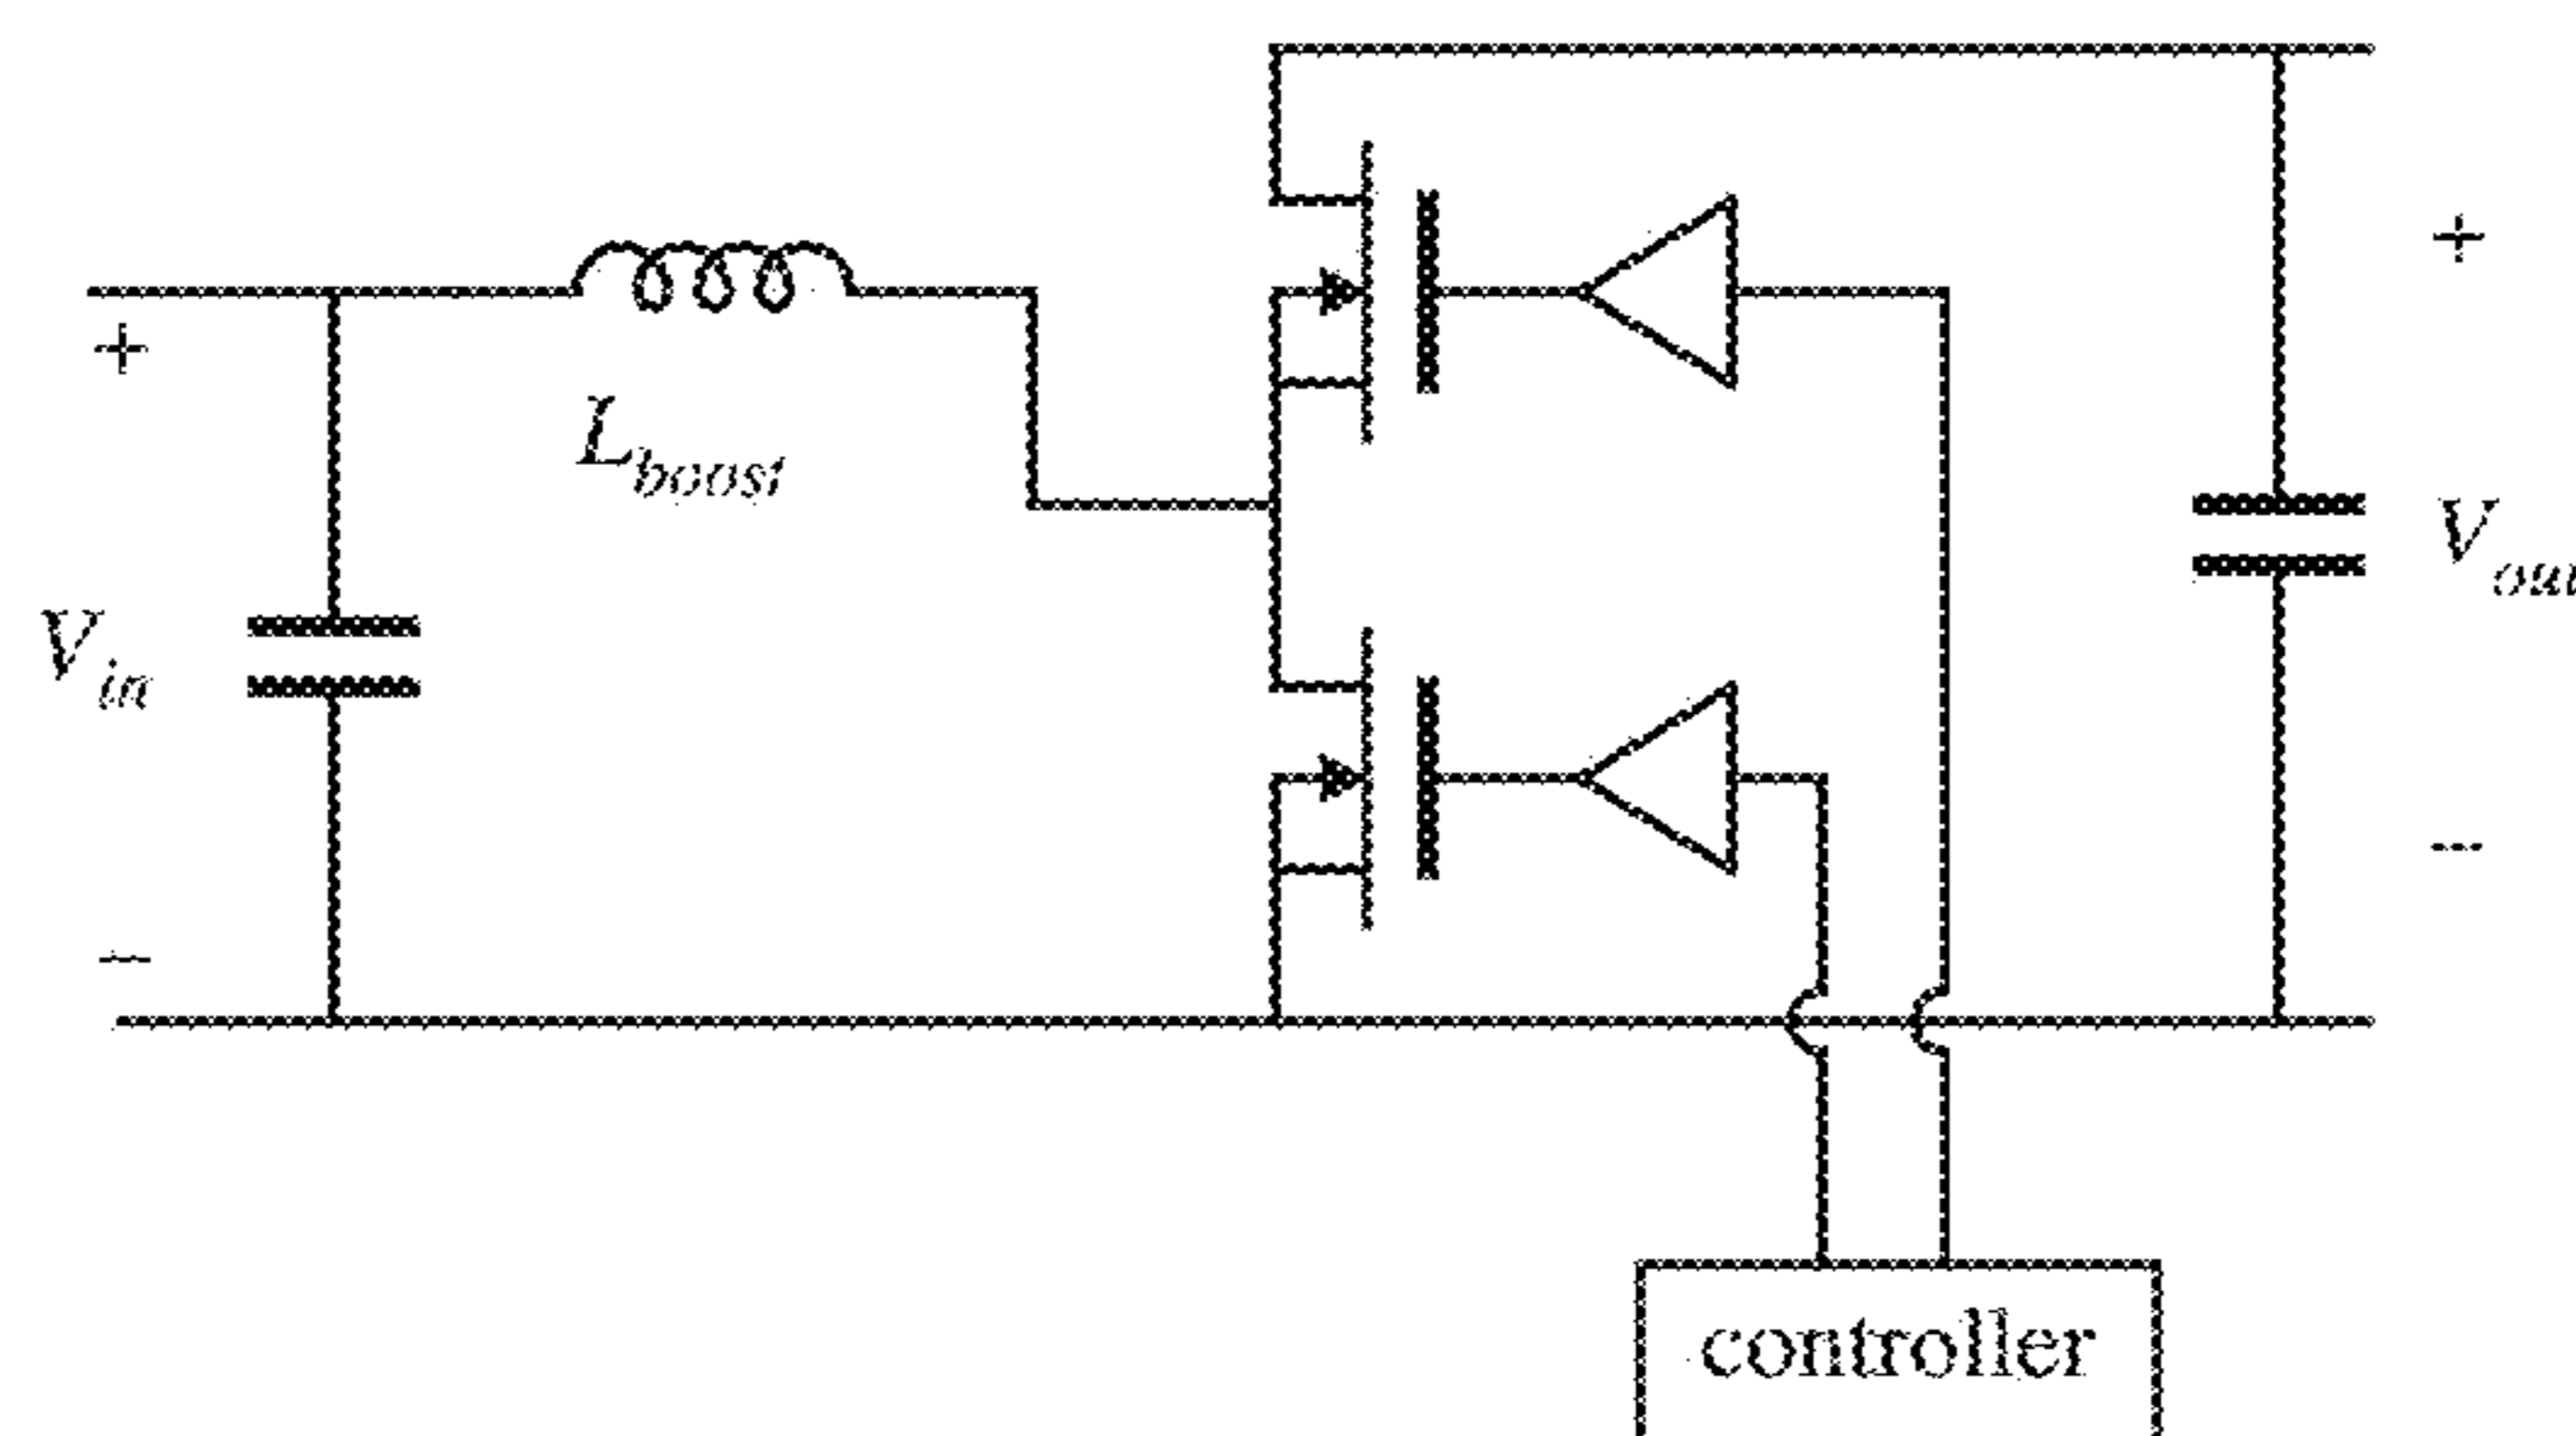 +
L_boost
V_in
−
+
V_out
−
controller